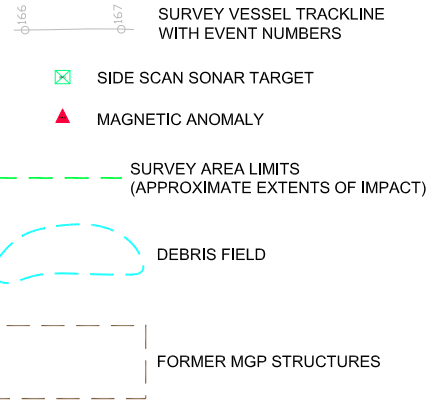 166 167
SURVEY VESSEL TRACKLINE
WITH EVENT NUMBERS
SIDE SCAN SONAR TARGET
MAGNETIC ANOMALY
SURVEY AREA LIMITS
(APPROXIMATE EXTENTS OF IMPACT)
DEBRIS FIELD
FORMER MGP STRUCTURES